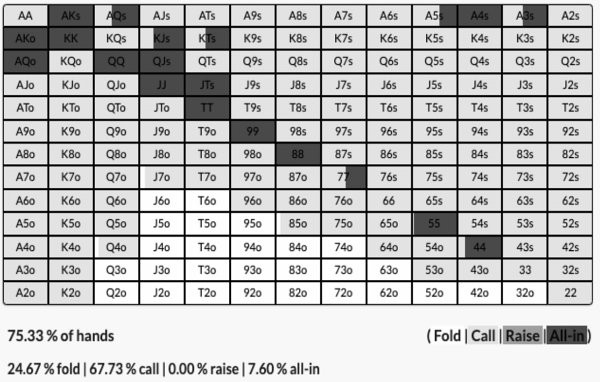 AA AKs AQs AJs ATs A9s A8s A7s A6s A5s A4s A3s A2s
AKo KK KQs KJs KTs K9s K8s K7s K6s K5s K4s K3s K2s
AQo KQo QQ QJs QTs Q9s Q8s Q7s Q6s Q5s Q4s Q3s Q2s
AJo KJo QJo JJ JTs J9s J8s J7s J6s J5s J4s J3s J2s
ATo KTo QTo JTo TT T9s T8s T7s T6s T5s T4s T3s T2s
A9o K9o Q9o J9o T9o 99 98s 97s 96s 95s 94s 93s 92s
A8o K8o Q8o J8o T8o 98o 88 87s 86s 85s 84s 83s 82s
A7o K7o Q7o J7o T7o 97o 87o 77 76s 75s 74s 73s 72s
A6o K6o Q6o J6o T6o 96o 86o 76o 66 65s 64s 63s 62s
A5o K5o Q5o J5o T5o 95o 85o 75o 65o 55 54s 53s 52s
A4o K4o Q4o J4o T4o 94o 84o 74o 64o 54o 44 43s 42s
A3o K3o Q3o J3o T3o 93o 83o 73o 63o 53o 43o 33 32s
A2o K2o Q2o J2o T2o 92o 82o 72o 62o 52o 42o 32o 22
75.33 % of hands ( Fold | Call | Raise | All-in )
24.67 % fold | 67.73 % call | 0.00 % raise | 7.60 % all-in